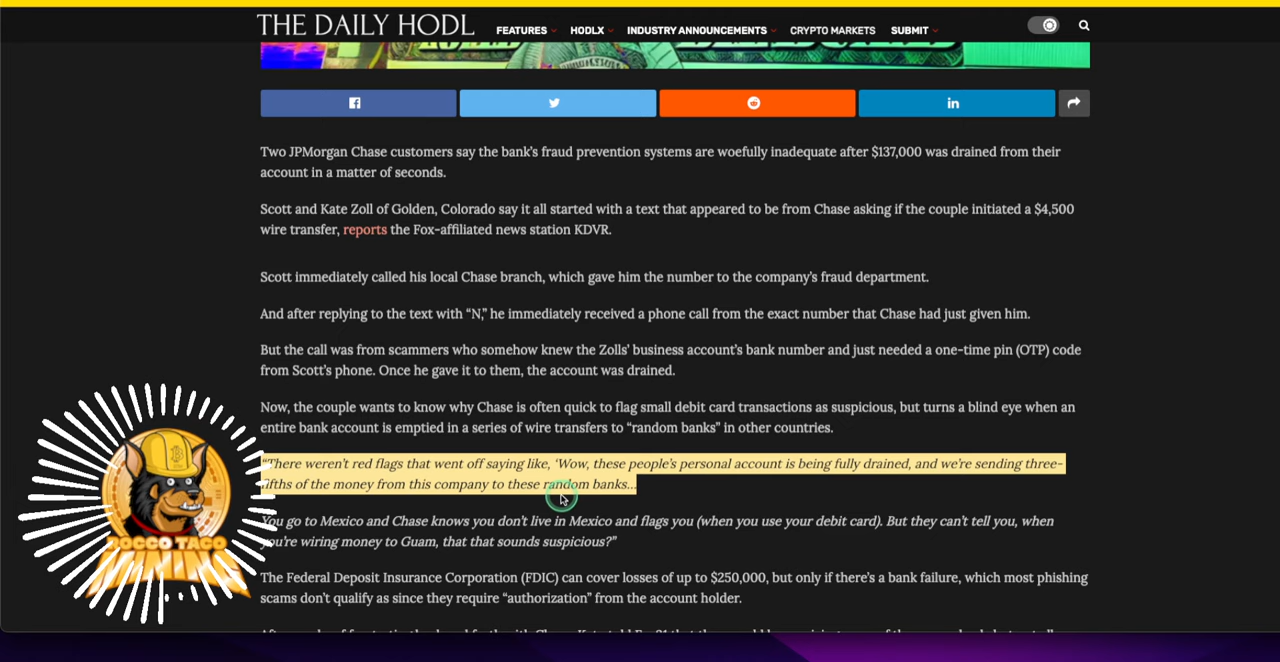 THE DAILY HODL
FEATURES HODLX INDUSTRY ANNOUNCEMENTS CRYPTO MARKETS SUBMIT
Two JPMorgan Chase customers say the bank's fraud prevention systems are woefully inadequate after $137,000 was drained from their
account in a matter of seconds.
Scott and Kate Zoll of Golden, Colorado say it all started with a text that appeared to be from Chase asking if the couple initiated a $4,500
wire transfer, reports the Fox-affiliated news station KDVR.
Scott immediately called his local Chase branch, which gave him the number to the company's fraud department.
And after replying to the text with “N,” he immediately received a phone call from the exact number that Chase had just given him.
But the call was from scammers who somehow knew the Zolls' business account's bank number and just needed a one-time pin (OTP) code
from Scott's phone. Once he gave it to them, the account was drained.
Now, the couple wants to know why Chase is often quick to flag small debit card transactions as suspicious, but turns a blind eye when an
entire bank account is emptied in a series of wire transfers to “random banks” in other countries.
“There weren't red flags that went off saying like, ‘Wow, these people's personal account is being fully drained, and we're sending three-
fifths of the money from this company to these random banks…
You go to Mexico and Chase knows you don't live in Mexico and flags you (when you use your debit card). But they can't tell you, when
you're wiring money to Guam, that that sounds suspicious?”
The Federal Deposit Insurance Corporation (FDIC) can cover losses of up to $250,000, but only if there's a bank failure, which most phishing
scams don't qualify as since they require “authorization” from the account holder.
ROCCO TACO
MINING